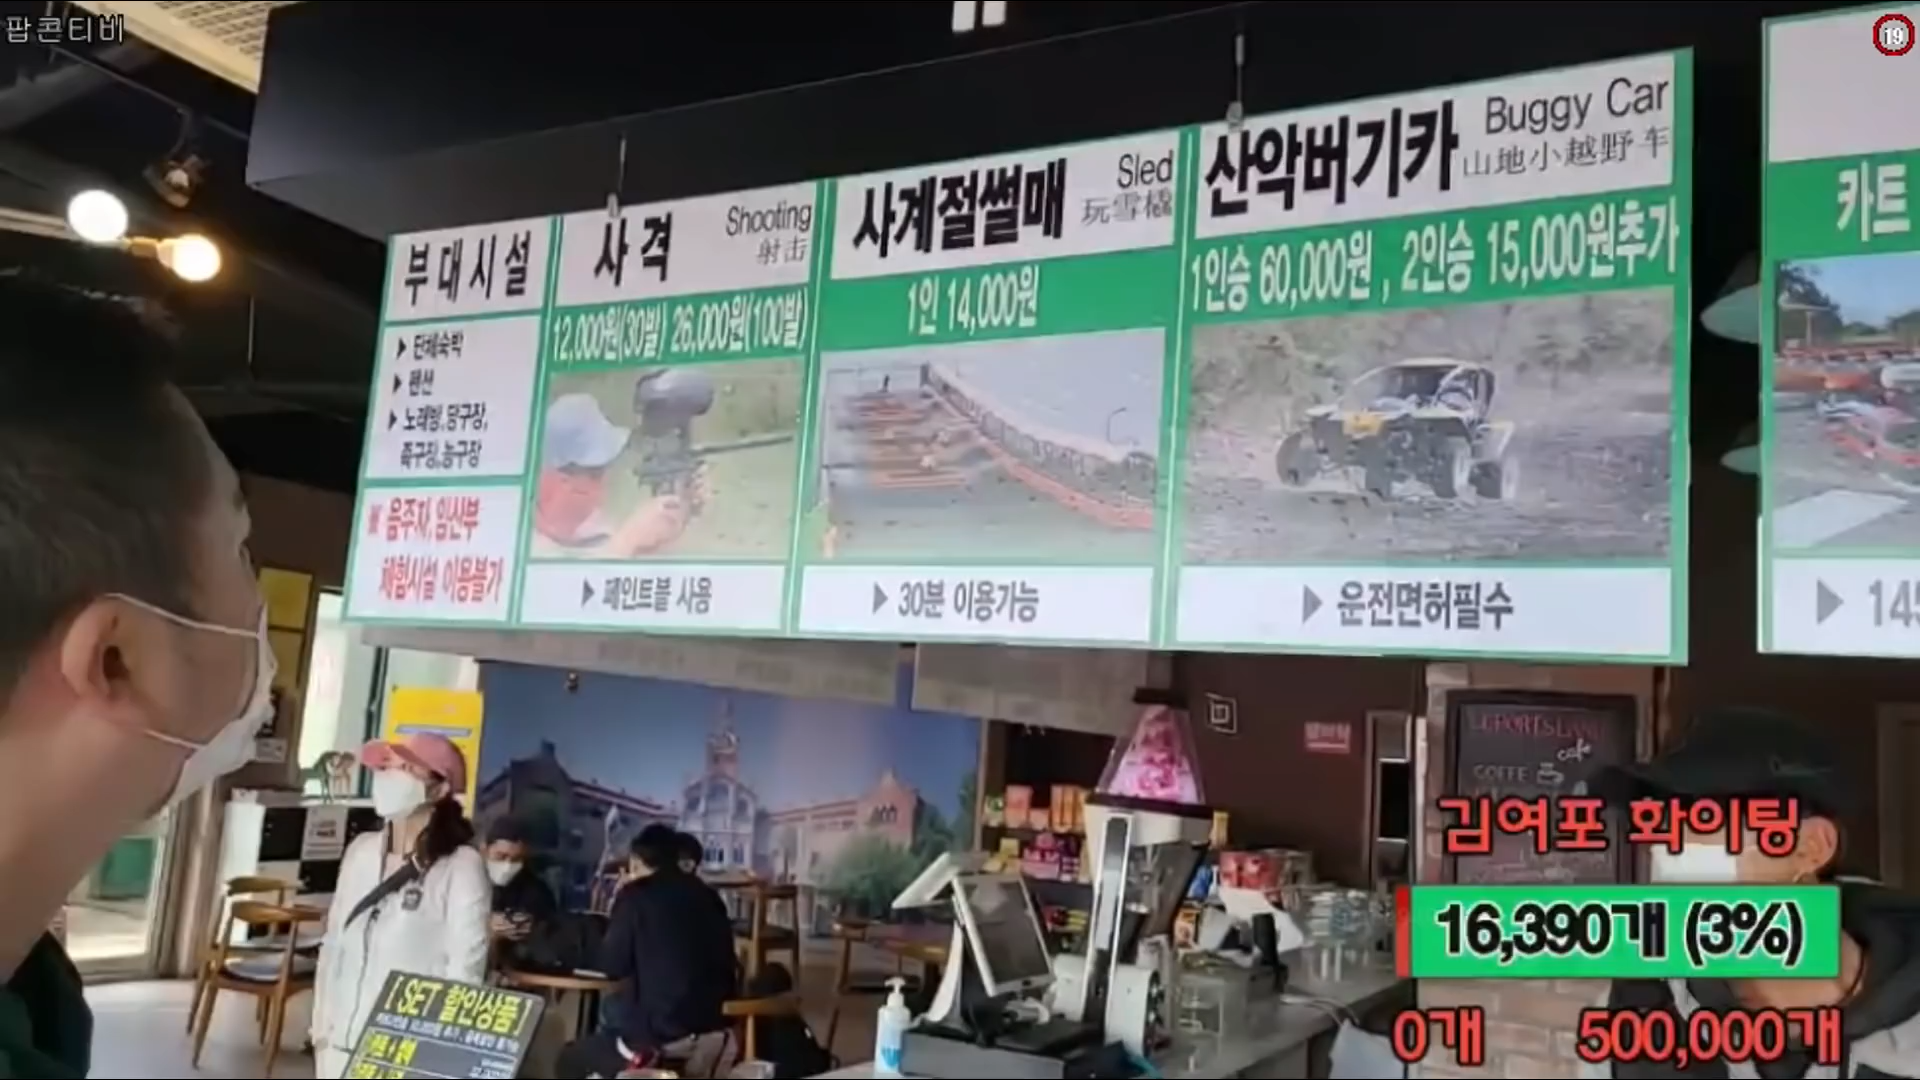 팝콘티비
19
부대시설
▶ 단체숙박
▶ 펜션
▶ 노래방,당구장,
족구장,농구장
※ 음주자,임산부
체험시설 이용불가
사격
Shooting
射击
12,000원(30발) 26,000원(100발)
▶ 페인트볼 사용
사계절썰매
Sled
玩雪橇
1인 14,000원
▶ 30분 이용가능
산악버기카
Buggy Car
山地小越野车
1인승 60,000원 , 2인승 15,000원추가
▶ 운전면허필수
카트
▶ 145
LEPORTS LAND
cafe
COFFE
[ SET 할인상품 ]
김여포 화이팅
16,390개 (3%)
0개 500,000개